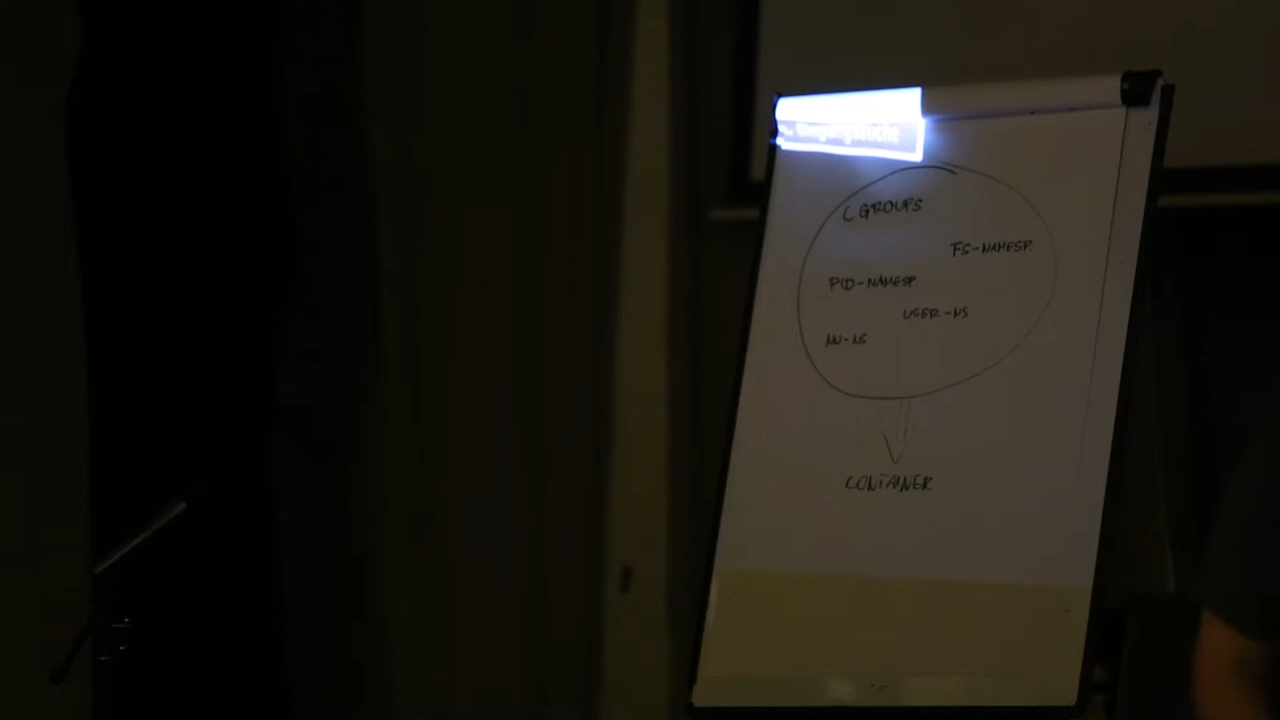 CGROUPS
FS-NAMESP.
PID-NAMESP.
USER-NS
NW-NS
CONTAINER